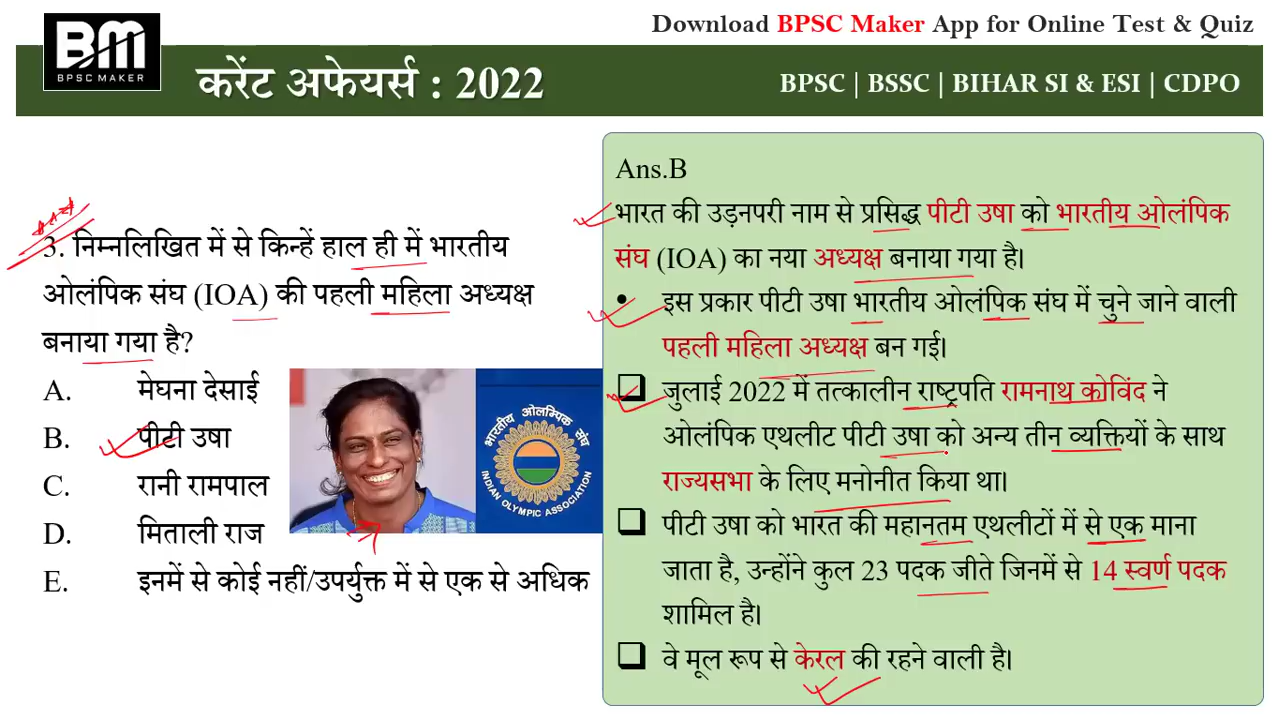 Download BPSC Maker App for Online Test & Quiz
BM
BPSC MAKER
करेंट अफेयर्स : 2022
BPSC | BSSC | BIHAR SI & ESI | CDPO
3. निम्नलिखित में से किन्हें हाल ही में भारतीय
ओलंपिक संघ (IOA) की पहली महिला अध्यक्ष
बनाया गया है?
A. मेघना देसाई
B. पीटी उषा
C. रानी रामपाल
D. मिताली राज
E. इनमें से कोई नहीं/उपर्युक्त में से एक से अधिक
भारतीय ओलम्पिक संघ
INDIAN OLYMPIC ASSOCIATION
Ans.B
भारत की उड़नपरी नाम से प्रसिद्ध पीटी उषा को भारतीय ओलंपिक
संघ (IOA) का नया अध्यक्ष बनाया गया है।
• इस प्रकार पीटी उषा भारतीय ओलंपिक संघ में चुने जाने वाली
पहली महिला अध्यक्ष बन गई।
जुलाई 2022 में तत्कालीन राष्ट्रपति रामनाथ कोविंद ने
ओलंपिक एथलीट पीटी उषा को अन्य तीन व्यक्तियों के साथ
राज्यसभा के लिए मनोनीत किया था।
पीटी उषा को भारत की महानतम एथलीटों में से एक माना
जाता है, उन्होंने कुल 23 पदक जीते जिनमें से 14 स्वर्ण पदक
शामिल है।
वे मूल रूप से केरल की रहने वाली है।